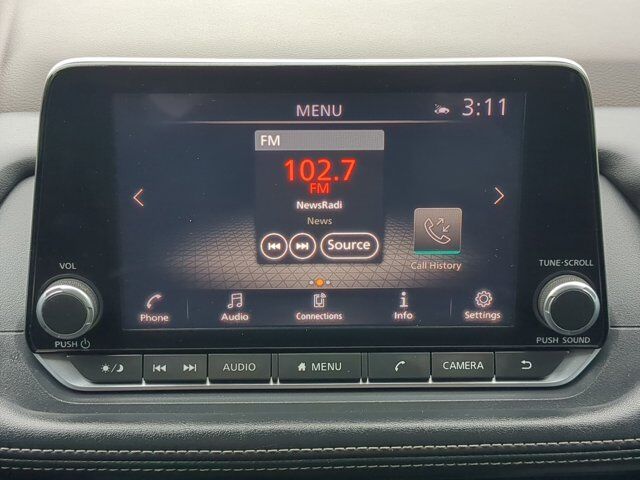 MENU
3:11
FM
102.7
FM
NewsRadi
News
Source
Call History
VOL
TUNE·SCROLL
Phone
Audio
Connections
Info
Settings
PUSH
PUSH SOUND
AUDIO
MENU
CAMERA